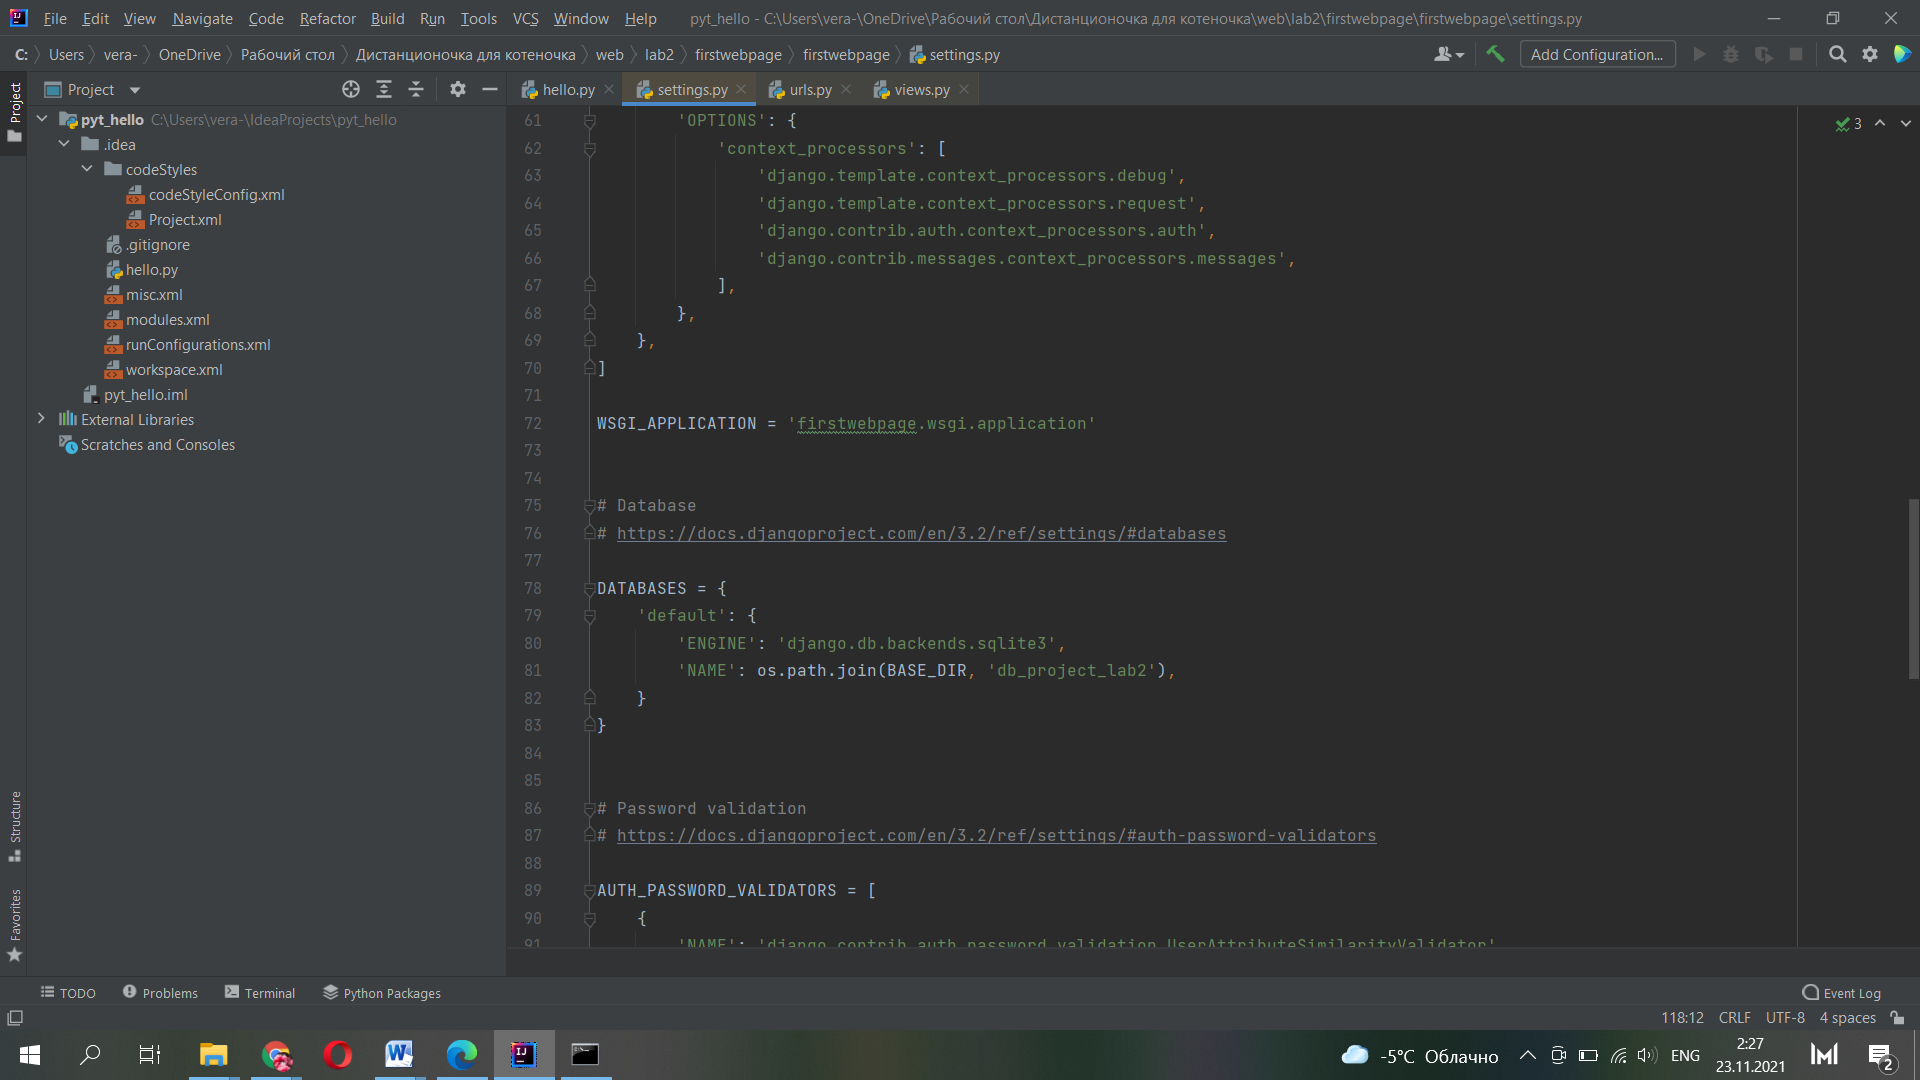 File Edit View Navigate Code Refactor Build Run Tools VCS Window Help pyt_hello - C:\Users\vera-\OneDrive\Рабочий стол\Дистанционочка для котеночка\web\lab2\firstwebpage\firstwebpage\settings.py
C: Users vera- OneDrive Рабочий стол Дистанционочка для котеночка web lab2 firstwebpage firstwebpage settings.py Add Configuration...
Project
Project
hello.py settings.py urls.py views.py
pyt_hello C:\Users\vera-\IdeaProjects\pyt_hello
.idea
codeStyles
codeStyleConfig.xml
Project.xml
.gitignore
hello.py
misc.xml
modules.xml
runConfigurations.xml
workspace.xml
pyt_hello.iml
External Libraries
Scratches and Consoles
Structure
Favorites
3
61 'OPTIONS': {
62 'context_processors': [
63 'django.template.context_processors.debug',
64 'django.template.context_processors.request',
65 'django.contrib.auth.context_processors.auth',
66 'django.contrib.messages.context_processors.messages',
67 ],
68 },
69 },
70 ]
71
72 WSGI_APPLICATION = 'firstwebpage.wsgi.application'
73
74
75 # Database
76 # https://docs.djangoproject.com/en/3.2/ref/settings/#databases
77
78 DATABASES = {
79 'default': {
80 'ENGINE': 'django.db.backends.sqlite3',
81 'NAME': os.path.join(BASE_DIR, 'db_project_lab2'),
82 }
83 }
84
85
86 # Password validation
87 # https://docs.djangoproject.com/en/3.2/ref/settings/#auth-password-validators
88
89 AUTH_PASSWORD_VALIDATORS = [
90 {
91 'NAME': 'django.contrib.auth.password_validation.UserAttributeSimilarityValidator'
TODO Problems Terminal Python Packages Event Log
118:12 CRLF UTF-8 4 spaces
-5°C Облачно ENG 2:27
23.11.2021 2